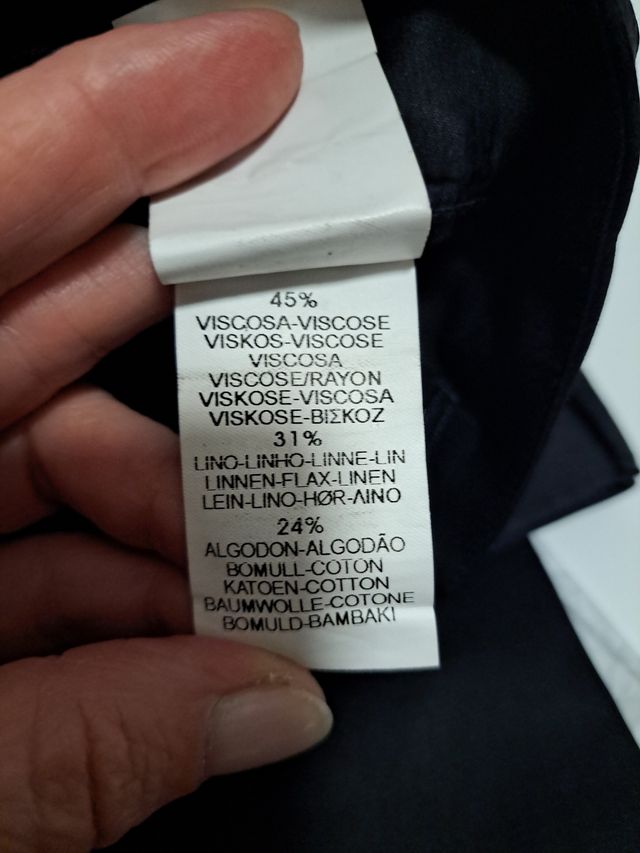 45%
VISCOSA-VISCOSE
VISKOS-VISCOSE
VISCOSA
VISCOSE/RAYON
VISKOSE-VISCOSA
VISKOSE-ΒΙΣΚΟΖ
31%
LINO-LINHO-LINNE-LIN
LINNEN-FLAX-LINEN
LEIN-LINO-HØR-ΛΙΝΟ
24%
ALGODON-ALGODÃO
BOMULL-COTON
KATOEN-COTTON
BAUMWOLLE-COTONE
BOMULD-BAMBAKI